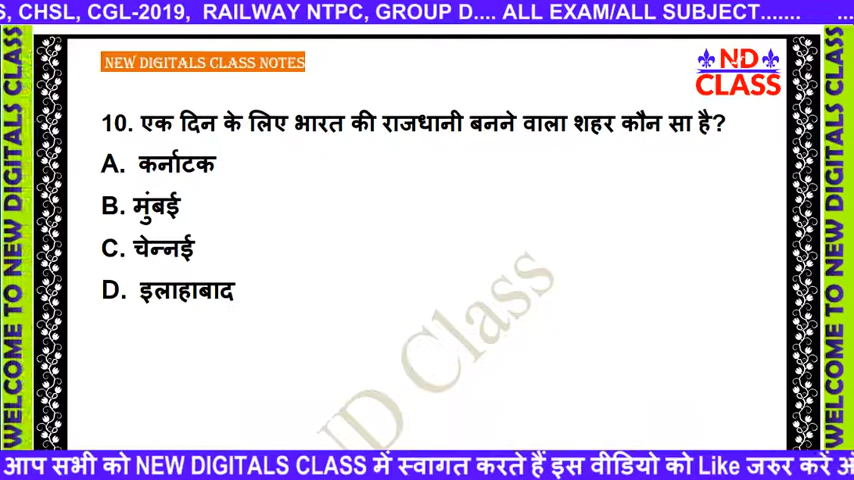 S, CHSL, CGL-2019, RAILWAY NTPC, GROUP D.... ALL EXAM/ALL SUBJECT....... ...
NEW DIGITALS CLASS NOTES
ND
CLASS
10. एक दिन के लिए भारत की राजधानी बनने वाला शहर कौन सा है?
A. कर्नाटक
B. मुंबई
C. चेन्नई
D. इलाहाबाद
ND Class
WELCOME TO NEW DIGITALS CLASS
WELCOME TO NEW DIGITALS CLASS
आप सभी को NEW DIGITALS CLASS में स्वागत करते हैं इस वीडियो को Like जरुर करें